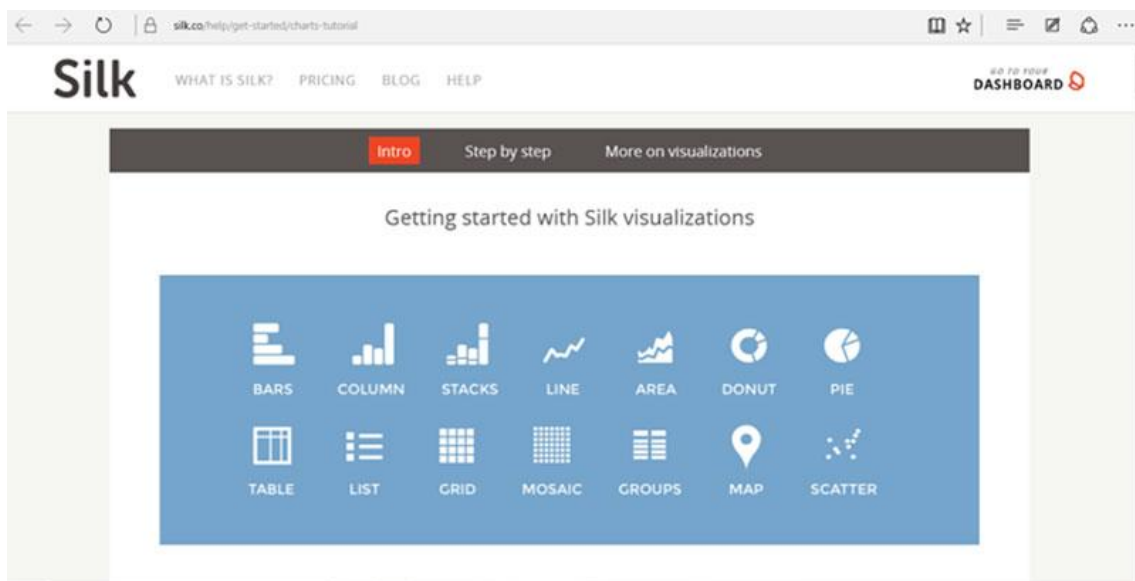 silk.co/help/get-started/charts-tutorial
Silk WHAT IS SILK? PRICING BLOG HELP
GO TO YOUR
DASHBOARD
Intro Step by step More on visualizations
Getting started with Silk visualizations
BARS COLUMN STACKS LINE AREA DONUT PIE
TABLE LIST GRID MOSAIC GROUPS MAP SCATTER